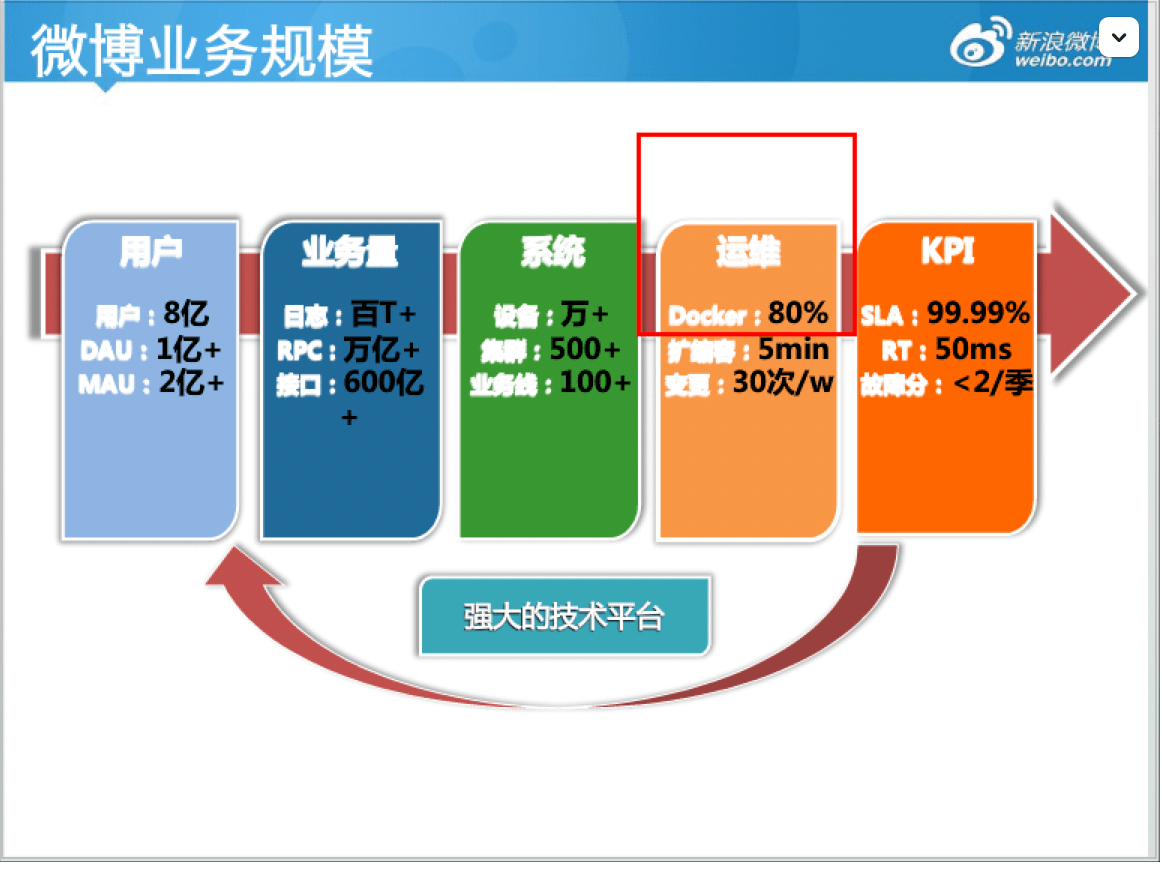 微博业务规模
新浪微
weibo.com
用户
用户：8亿
DAU：1亿+
MAU：2亿+
业务量
日志：百T+
RPC：万亿+
接口：600亿
+
系统
设备：万+
集群：500+
业务线：100+
运维
Docker：80%
扩缩容：5min
变更：30次/w
KPI
SLA：99.99%
RT：50ms
故障分：<2/季
强大的技术平台